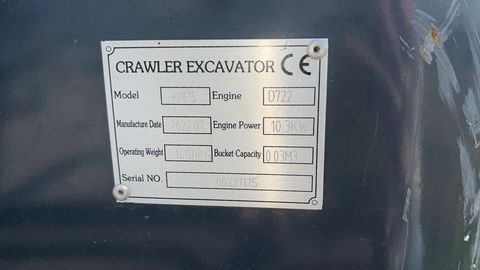 CRAWLER EXCAVATOR CE
Model Engine D722
Manufacture Date 2022.07 Engine Power 10.3KW
Operating Weight Bucket Capacity 0.03M3
Serial NO. 06221175